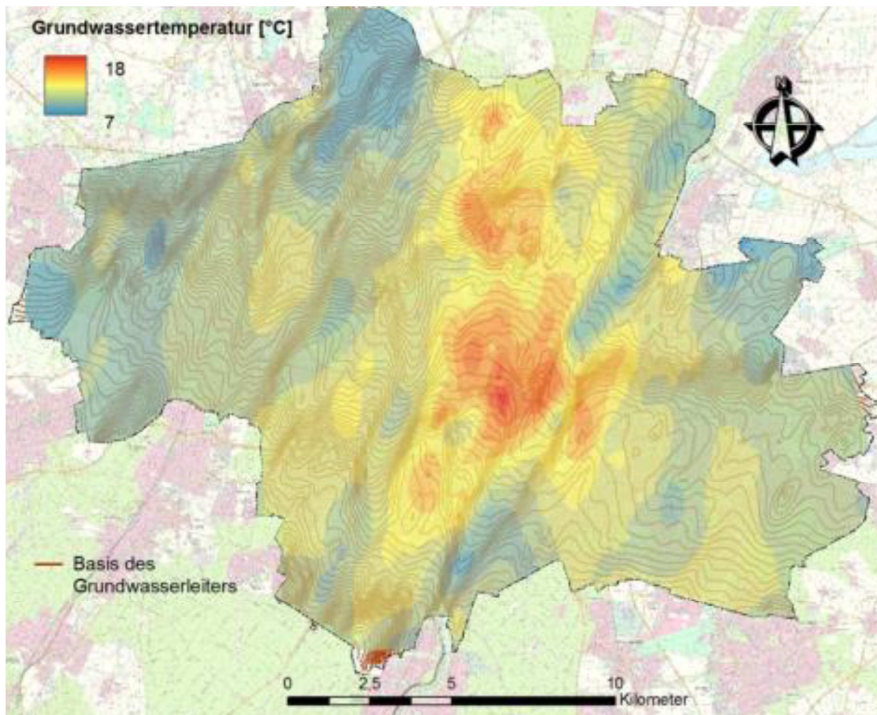 Grundwassertemperatur [°C]
18
7
N
Basis des
Grundwasserleiters
0 2,5 5 10
Kilometer